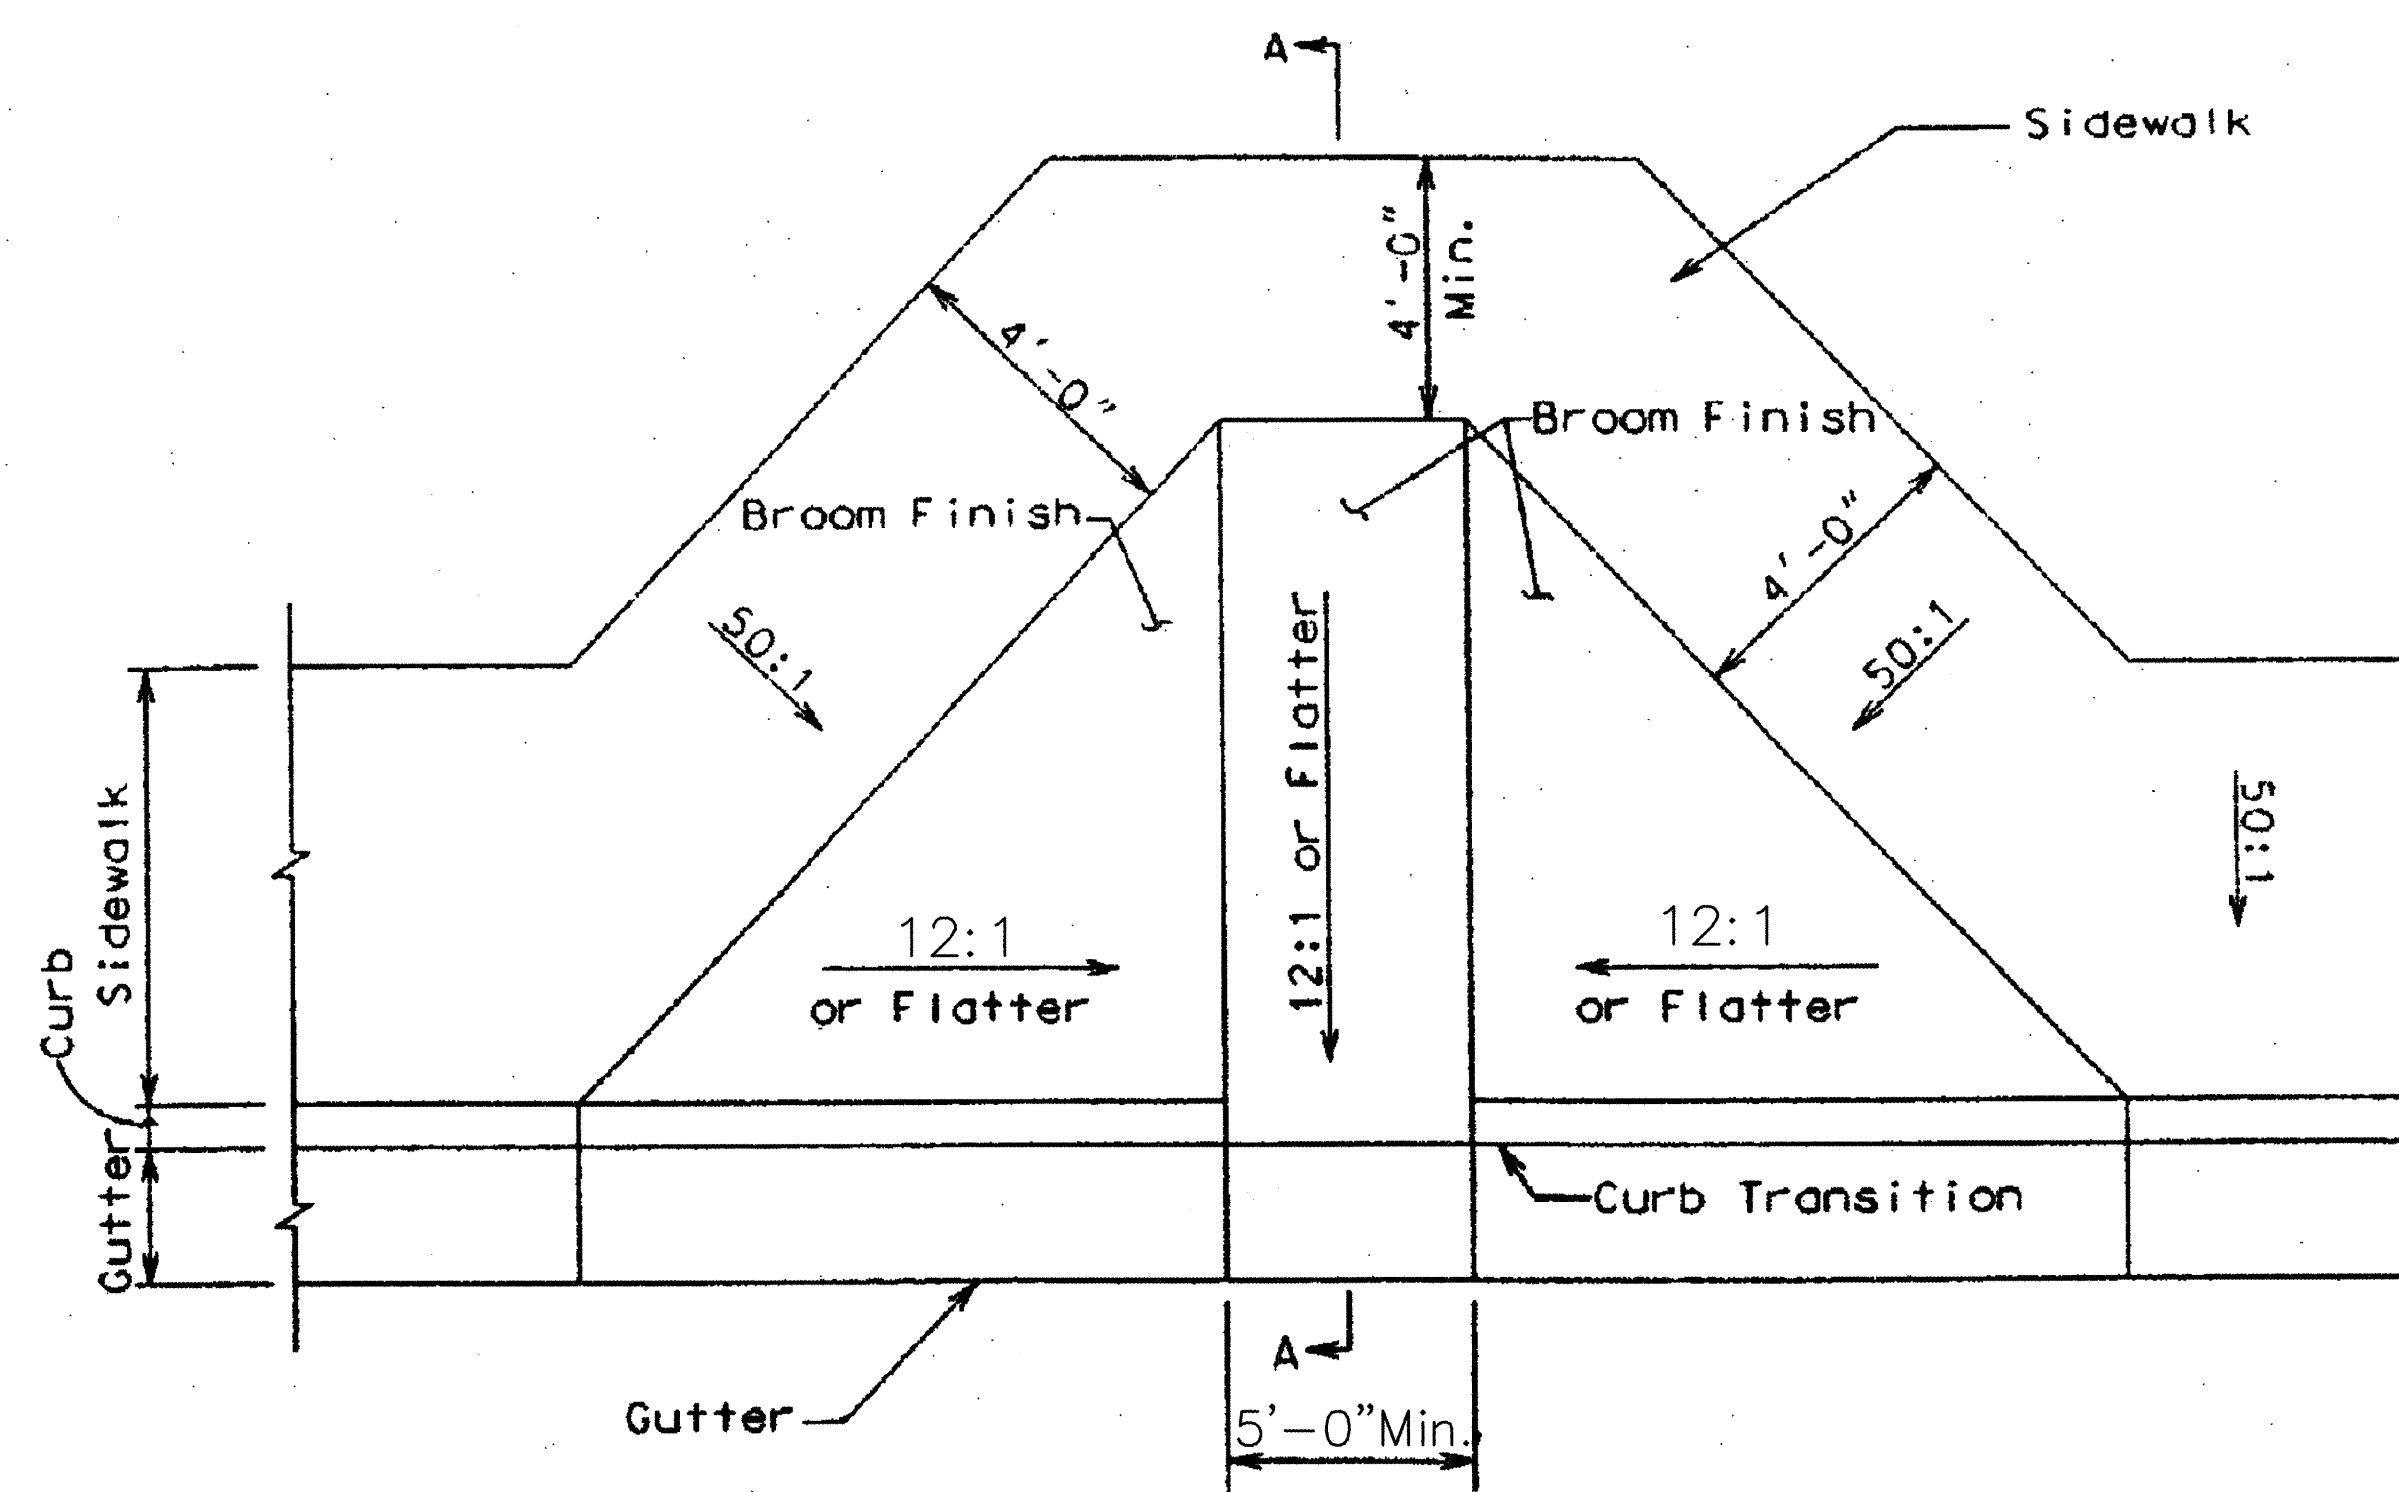 A
Sidewalk
4'-0"
Min.
4'-0"
Broom Finish
Broom Finish
4'-0"
50:1
50:1
50:1
12:1 or Flatter
12:1
or Flatter
12:1
or Flatter
Sidewalk
Curb
Gutter
Curb Transition
A
Gutter
5'-0"Min.